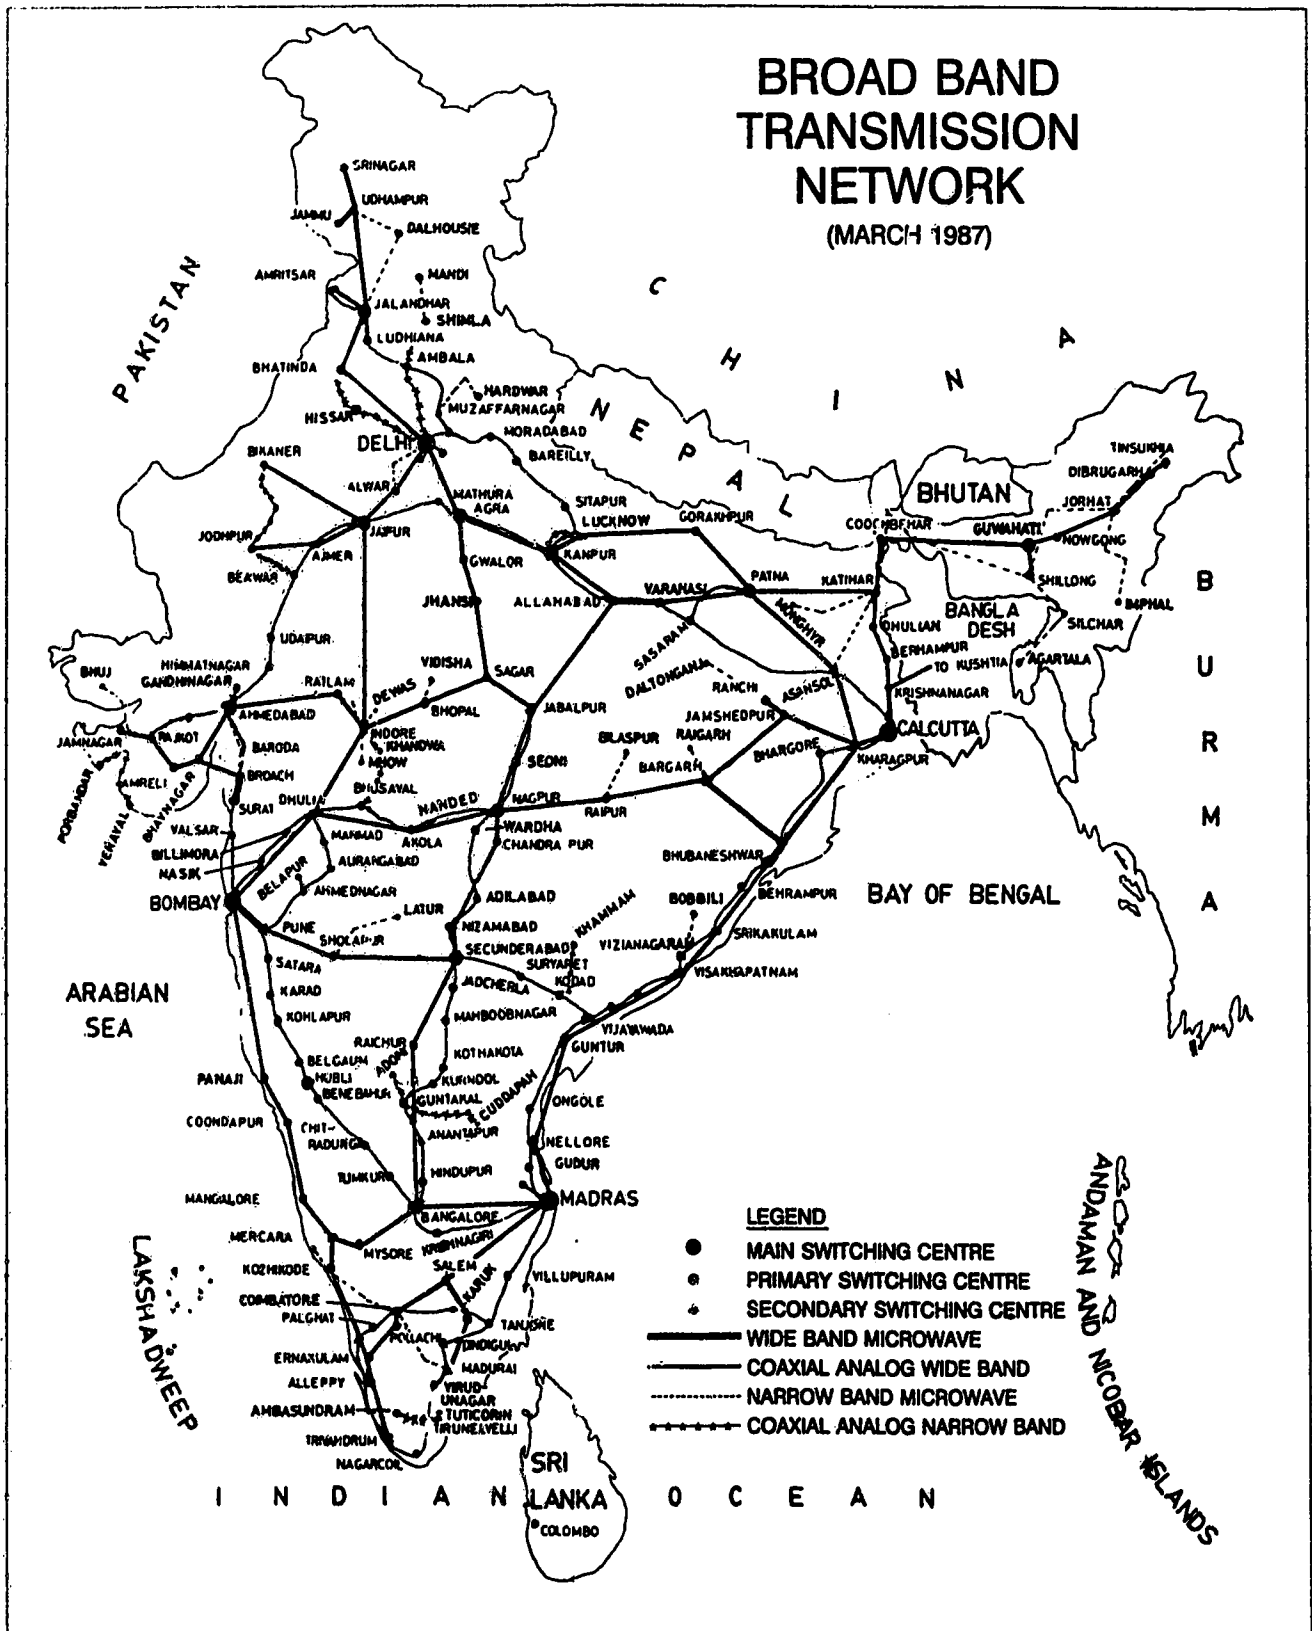 BROAD BAND
TRANSMISSION
NETWORK
(MARCH 1987)
SRINAGAR
UDHAMPUR
JAMMU
DALHOUSIE
AMRITSAR
MANDI
JALANDHAR
SHIMLA
LUDHIANA
AMBALA
BHATINDA
HARDWAR
MUZAFFARNAGAR
HISSAR
DELHI
MORADABAD
BAREILLY
BIKANER
ALWAR
MATHURA
AGRA
SITAPUR
LUCKNOW
GORAKHPUR
JODHPUR
JAIPUR
AJMER
KANPUR
GWALOR
BEAWAR
JHANSI
ALLAHABAD
VARANASI
PATNA
KATIHAR
COOCHBEHAR
GUWAHATI
TINSUKHIA
DIBRUGARH
JORHAT
NOWGONG
SHILLONG
IMPHAL
SILCHAR
AGARTALA
MONGHYR
DHULIAN
BERHAMPUR
TO KUSHTIA
KRISHNANAGAR
CALCUTTA
KHARAGPUR
SASARAM
DALTONGANJ
RANCHI
ASANSOL
JAMSHEDPUR
BHARGORE
UDAIPUR
HIMMATNAGAR
GANDHINAGAR
RATLAM
DEWAS
VIDISHA
SAGAR
BHUJ
AHMEDABAD
BHOPAL
JABALPUR
JAMNAGAR
RAJKOT
BARODA
INDORE
KHANDWA
MHOW
SEONI
BILASPUR
RAIGARH
BARGARH
PORBANDAR
AMRELI
VERAVAL
BHAVNAGAR
BROACH
SURAT
DHULIA
BHUSAVAL
NANDED
NAGPUR
RAIPUR
VALSAR
BILLIMORA
NASIK
MANMAD
AKOLA
WARDHA
CHANDRA PUR
BELAPUR
AURANGABAD
AHMEDNAGAR
BOMBAY
ADILABAD
BHUBANESHWAR
BEHRAMPUR
BOBBILI
PUNE
LATUR
NIZAMABAD
KHAMMAM
SHOLAPUR
SECUNDERABAD
VIZIANAGARAM
SRIKAKULAM
SATARA
SURYAPET
KODAD
VISAKHAPATNAM
KARAD
JADCHERLA
KOHLAPUR
MAHBOOBNAGAR
VIJAYAWADA
RAICHUR
GUNTUR
BELGAUM
ADONI
KOTHAKOTA
PANAJI
HUBLI
KURNOOL
BENEBAHUR
GUNTAKAL
CUDDAPAH
ONGOLE
COONDAPUR
CHIT-
RADURGA
ANANTAPUR
NELLORE
TUMKUR
HINDUPUR
GUDUR
MANGALORE
BANGALORE
MADRAS
MERCARA
MYSORE
KRISHNAGIRI
KOZHIKODE
SALEM
KARUR
VILLUPURAM
COIMBATORE
PALGHAT
POLLACHI
TANJORE
DINDIGUL
ERNAKULAM
MADURAI
ALLEPPY
VIRUD-
UNAGAR
AMBASUNDRAM
TUTICORIN
TIRUNELVELLI
TRIVANDRUM
NAGARCOIL
PAKISTAN
CHINA
NEPAL
BHUTAN
BANGLA
DESH
BURMA
BAY OF BENGAL
ARABIAN
SEA
LAKSHADWEEP
ANDAMAN AND NICOBAR ISLANDS
SRI
LANKA
COLOMBO
INDIAN OCEAN
LEGEND
MAIN SWITCHING CENTRE
PRIMARY SWITCHING CENTRE
SECONDARY SWITCHING CENTRE
WIDE BAND MICROWAVE
COAXIAL ANALOG WIDE BAND
NARROW BAND MICROWAVE
COAXIAL ANALOG NARROW BAND